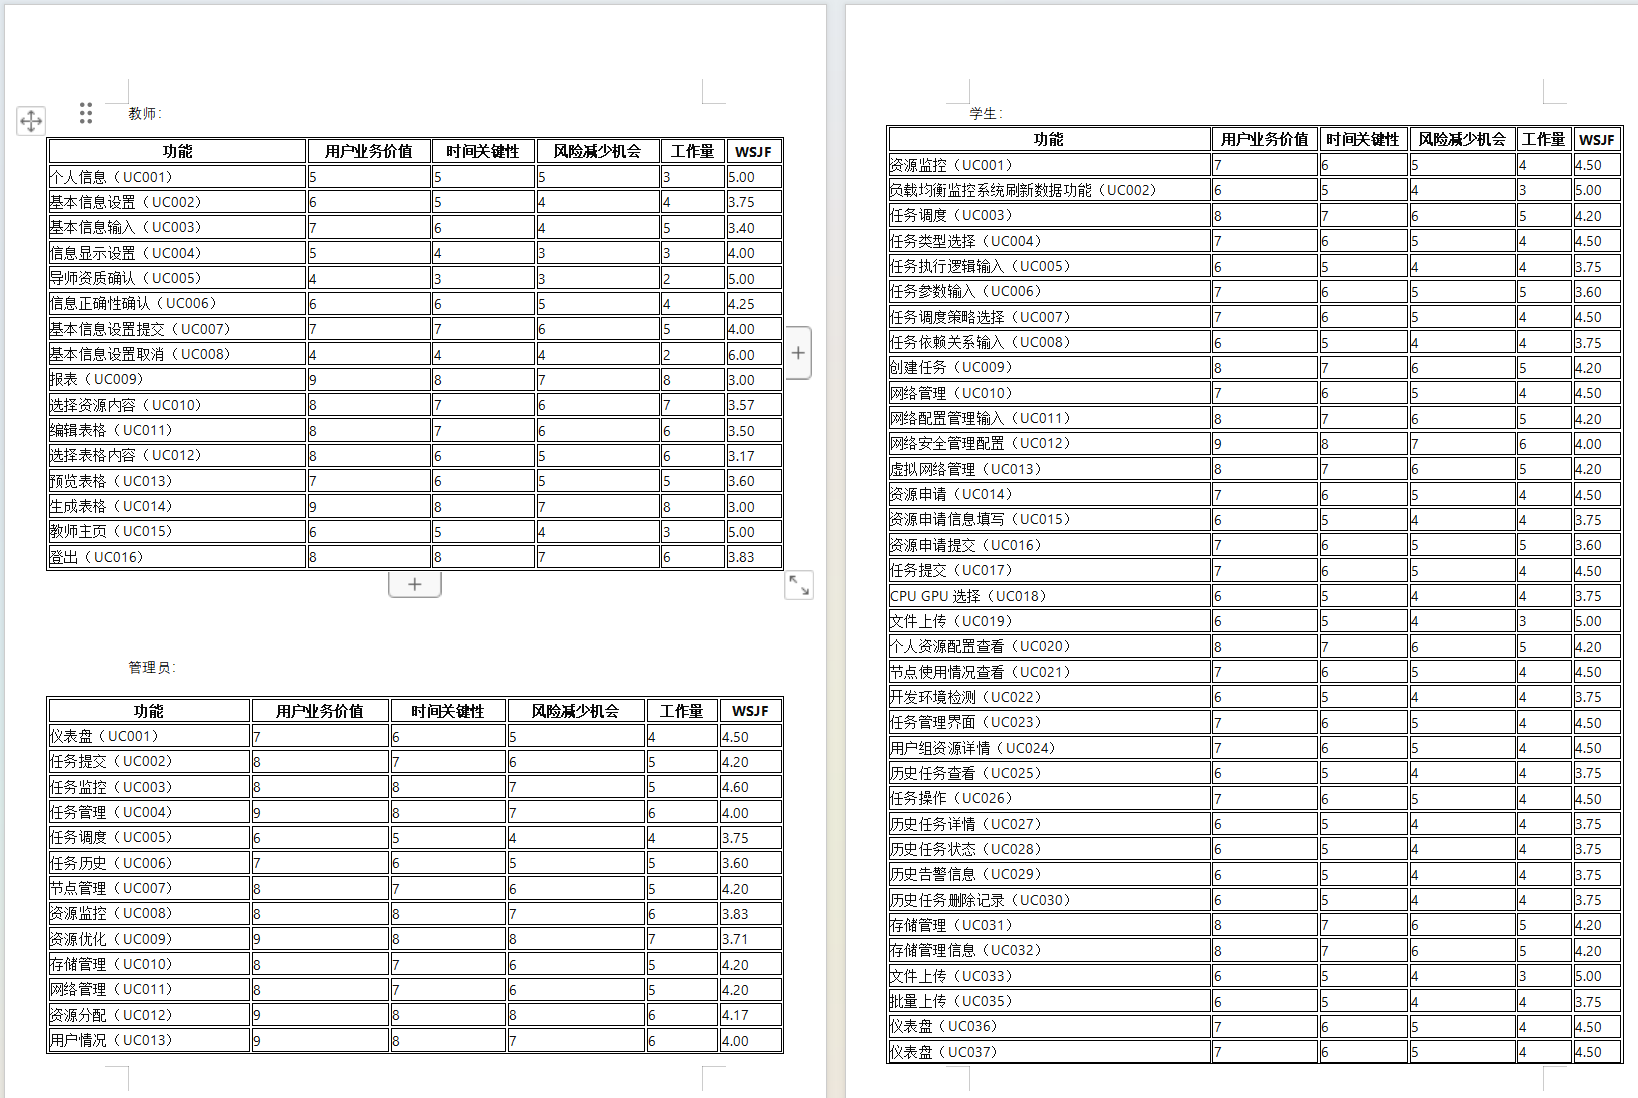 教师：
功能 用户业务价值 时间关键性 风险减少机会 工作量 WSJF
个人信息（UC001） 5 5 5 3 5.00
基本信息设置（UC002） 6 5 4 4 3.75
基本信息输入（UC003） 7 6 4 5 3.40
信息显示设置（UC004） 5 4 3 3 4.00
导师资质确认（UC005） 4 3 3 2 5.00
信息正确性确认（UC006） 6 6 5 4 4.25
基本信息设置提交（UC007） 7 7 6 5 4.00
基本信息设置取消（UC008） 4 4 4 2 6.00
报表（UC009） 9 8 7 8 3.00
选择资源内容（UC010） 8 7 6 7 3.57
编辑表格（UC011） 8 7 6 6 3.50
选择表格内容（UC012） 8 6 5 6 3.17
预览表格（UC013） 7 6 5 5 3.60
生成表格（UC014） 9 8 7 8 3.00
教师主页（UC015） 6 5 4 3 5.00
登出（UC016） 8 8 7 6 3.83
管理员：
功能 用户业务价值 时间关键性 风险减少机会 工作量 WSJF
仪表盘（UC001） 7 6 5 4 4.50
任务提交（UC002） 8 7 6 5 4.20
任务监控（UC003） 8 8 7 5 4.60
任务管理（UC004） 9 8 7 6 4.00
任务调度（UC005） 6 5 4 4 3.75
任务历史（UC006） 7 6 5 5 3.60
节点管理（UC007） 8 7 6 5 4.20
资源监控（UC008） 8 8 7 6 3.83
资源优化（UC009） 9 8 8 7 3.71
存储管理（UC010） 8 7 6 5 4.20
网络管理（UC011） 8 7 6 5 4.20
资源分配（UC012） 9 8 8 6 4.17
用户情况（UC013） 9 8 7 6 4.00
学生：
功能 用户业务价值 时间关键性 风险减少机会 工作量 WSJF
资源监控（UC001） 7 6 5 4 4.50
负载均衡监控系统刷新数据功能（UC002） 6 5 4 3 5.00
任务调度（UC003） 8 7 6 5 4.20
任务类型选择（UC004） 7 6 5 4 4.50
任务执行逻辑输入（UC005） 6 5 4 4 3.75
任务参数输入（UC006） 7 6 5 5 3.60
任务调度策略选择（UC007） 7 6 5 4 4.50
任务依赖关系输入（UC008） 6 5 4 4 3.75
创建任务（UC009） 8 7 6 5 4.20
网络管理（UC010） 7 6 5 4 4.50
网络配置管理输入（UC011） 8 7 6 5 4.20
网络安全管理配置（UC012） 9 8 7 6 4.00
虚拟网络管理（UC013） 8 7 6 5 4.20
资源申请（UC014） 7 6 5 4 4.50
资源申请信息填写（UC015） 6 5 4 4 3.75
资源申请提交（UC016） 7 6 5 5 3.60
任务提交（UC017） 7 6 5 4 4.50
CPU GPU 选择（UC018） 6 5 4 4 3.75
文件上传（UC019） 6 5 4 3 5.00
个人资源配置查看（UC020） 8 7 6 5 4.20
节点使用情况查看（UC021） 7 6 5 4 4.50
开发环境检测（UC022） 6 5 4 4 3.75
任务管理界面（UC023） 7 6 5 4 4.50
用户组资源详情（UC024） 7 6 5 4 4.50
历史任务查看（UC025） 6 5 4 4 3.75
任务操作（UC026） 7 6 5 4 4.50
历史任务详情（UC027） 6 5 4 4 3.75
历史任务状态（UC028） 6 5 4 4 3.75
历史告警信息（UC029） 6 5 4 4 3.75
历史任务删除记录（UC030） 6 5 4 4 3.75
存储管理（UC031） 8 7 6 5 4.20
存储管理信息（UC032） 8 7 6 5 4.20
文件上传（UC033） 6 5 4 3 5.00
批量上传（UC035） 6 5 4 4 3.75
仪表盘（UC036） 7 6 5 4 4.50
仪表盘（UC037） 7 6 5 4 4.50